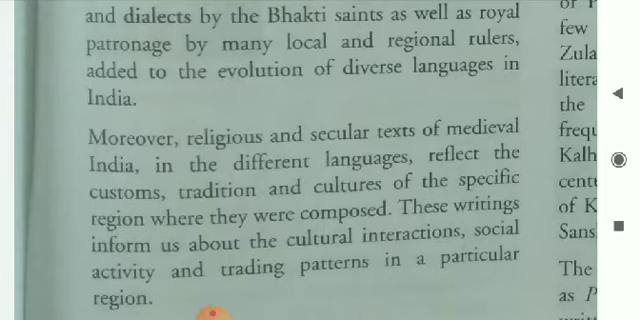 and dialects by the Bhakti saints as well as royal
patronage by many local and regional rulers,
added to the evolution of diverse languages in
India.
Moreover, religious and secular texts of medieval
India, in the different languages, reflect the
customs, tradition and cultures of the specific
region where they were composed. These writings
inform us about the cultural interactions, social
activity and trading patterns in a particular
region.
few
Zula
litera
the
frequ
Kalh
centu
of K
Sans
The
as P